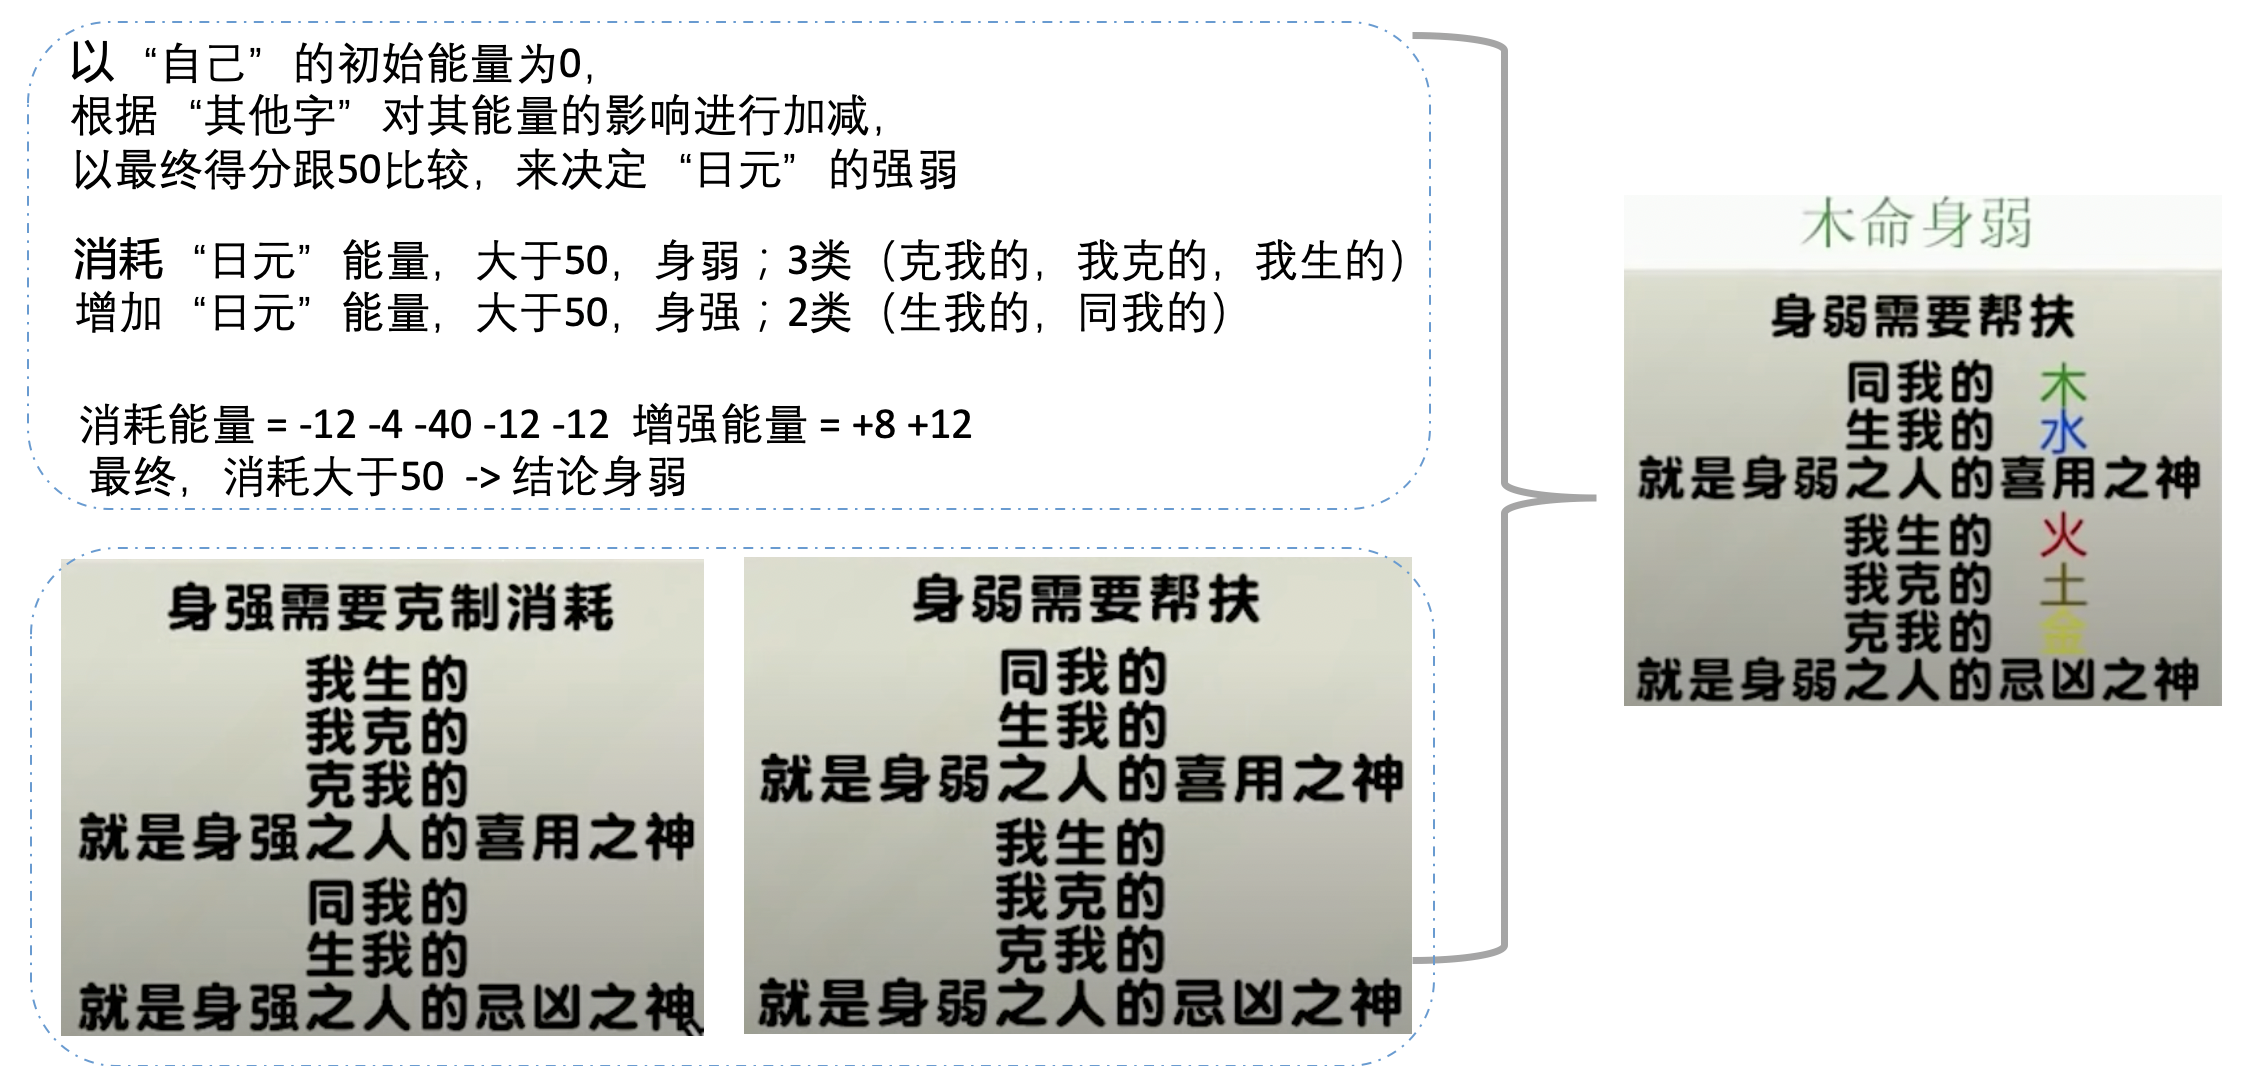 以 “自己” 的初始能量为0，
根据 “其他字” 对其能量的影响进行加减，
以最终得分跟50比较， 来决定 “日元” 的强弱
消耗 “日元” 能量， 大于50， 身弱；3类（克我的， 我克的， 我生的）
增加 “日元” 能量， 大于50， 身强；2类（生我的， 同我的）
消耗能量 = -12 -4 -40 -12 -12 增强能量 = +8 +12
最终， 消耗大于50 -> 结论身弱
身强需要克制消耗
我生的
我克的
克我的
就是身强之人的喜用之神
同我的
生我的
就是身强之人的忌凶之神
身弱需要帮扶
同我的
生我的
就是身弱之人的喜用之神
我生的
我克的
克我的
就是身弱之人的忌凶之神
木命身弱
身弱需要帮扶
同我的 木
生我的 水
就是身弱之人的喜用之神
我生的 火
我克的 土
克我的 金
就是身弱之人的忌凶之神